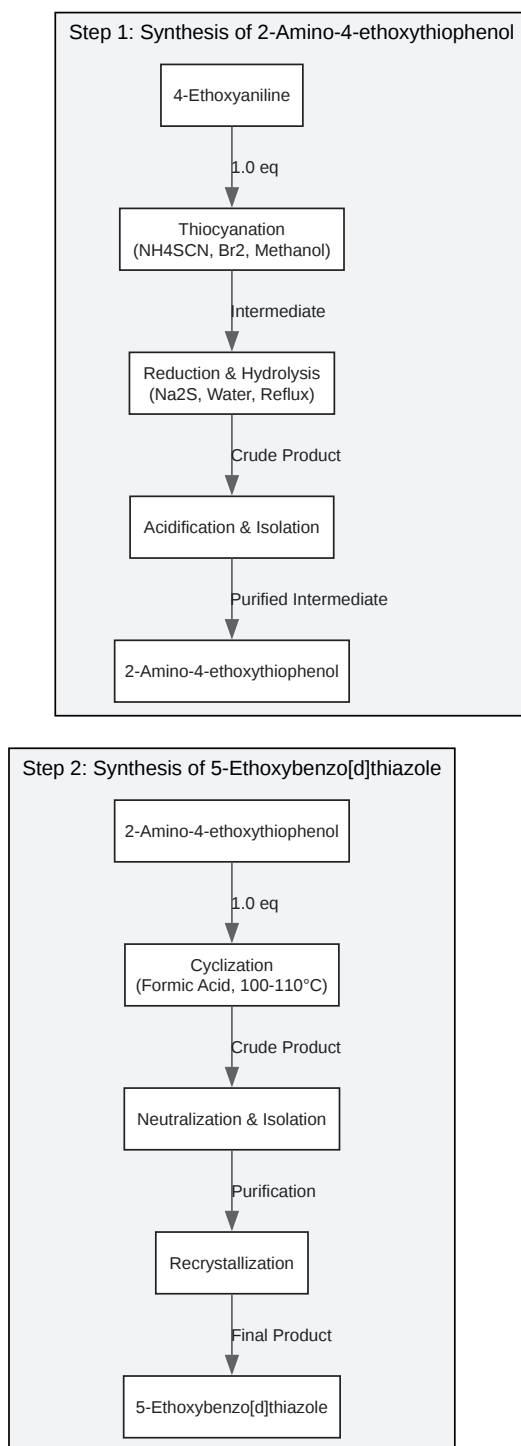 Step 1: Synthesis of 2-Amino-4-ethoxythiophenol
4-Ethoxyaniline
1.0 eq
Thiocyanation
(NH4SCN, Br2, Methanol)
Intermediate
Reduction & Hydrolysis
(Na2S, Water, Reflux)
Crude Product
Acidification & Isolation
Purified Intermediate
2-Amino-4-ethoxythiophenol
Step 2: Synthesis of 5-Ethoxybenzo[d]thiazole
2-Amino-4-ethoxythiophenol
1.0 eq
Cyclization
(Formic Acid, 100-110°C)
Crude Product
Neutralization & Isolation
Purification
Recrystallization
Final Product
5-Ethoxybenzo[d]thiazole